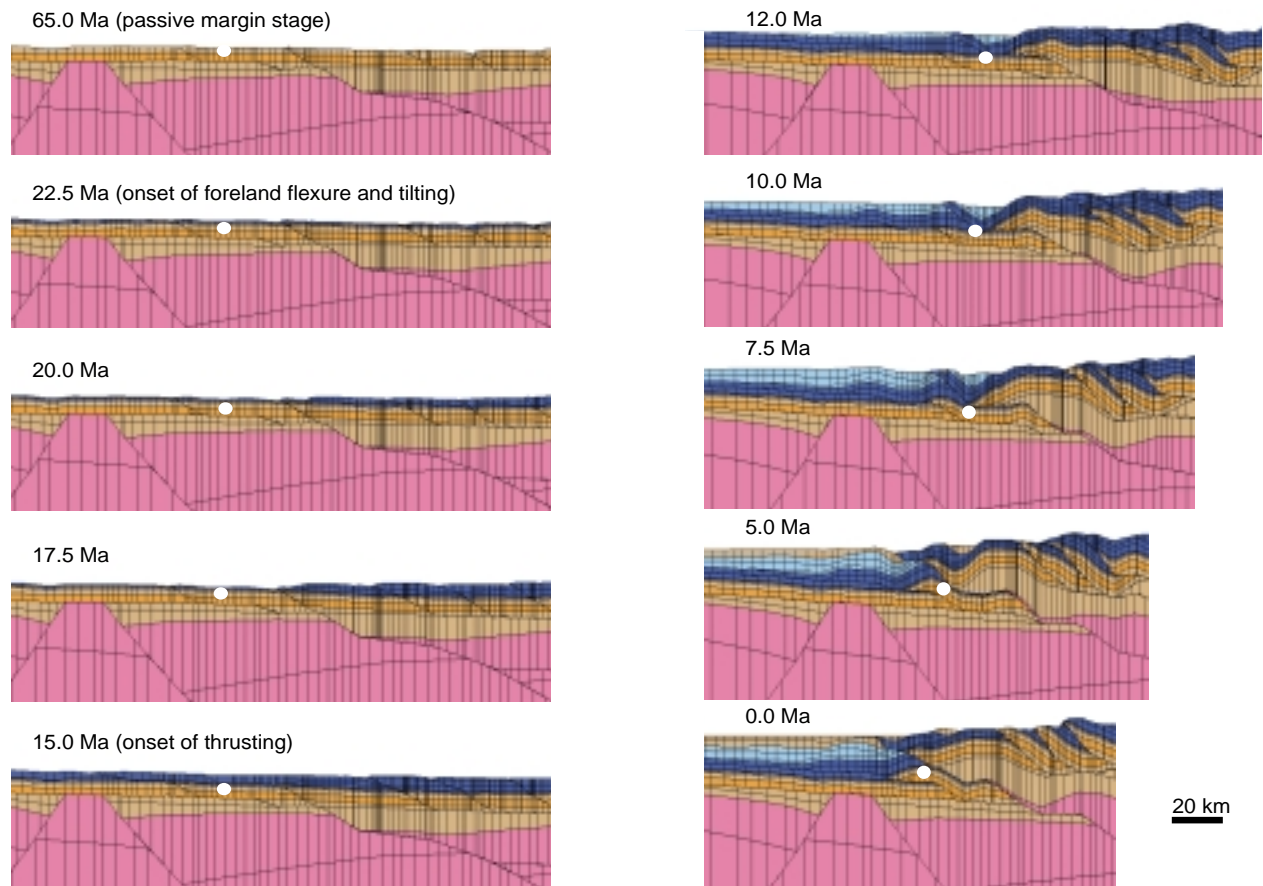 65.0 Ma (passive margin stage)
22.5 Ma (onset of foreland flexure and tilting)
20.0 Ma
17.5 Ma
15.0 Ma (onset of thrusting)
12.0 Ma
10.0 Ma
7.5 Ma
5.0 Ma
0.0 Ma
20 km